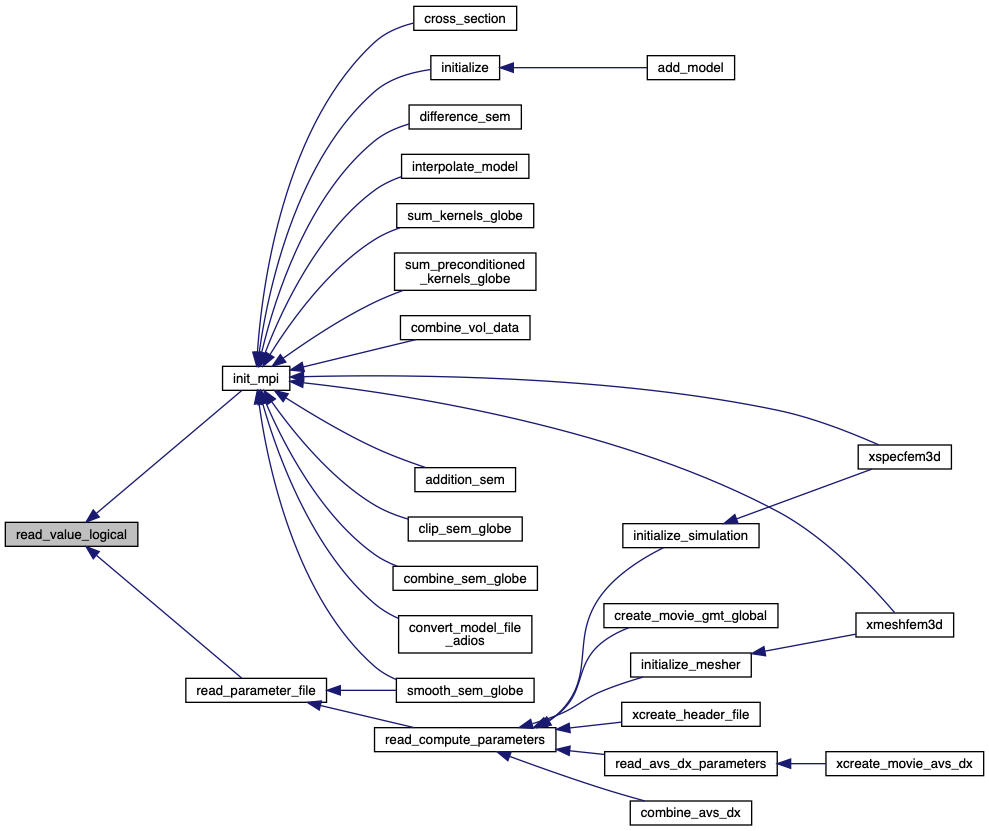 cross_section
initialize
add_model
difference_sem
interpolate_model
sum_kernels_globe
sum_preconditioned
_kernels_globe
combine_vol_data
init_mpi
xspecfem3d
addition_sem
read_value_logical
clip_sem_globe
initialize_simulation
combine_sem_globe
create_movie_gmt_global
convert_model_file
_adios
xmeshfem3d
initialize_mesher
read_parameter_file
smooth_sem_globe
xcreate_header_file
read_compute_parameters
read_avs_dx_parameters
xcreate_movie_avs_dx
combine_avs_dx